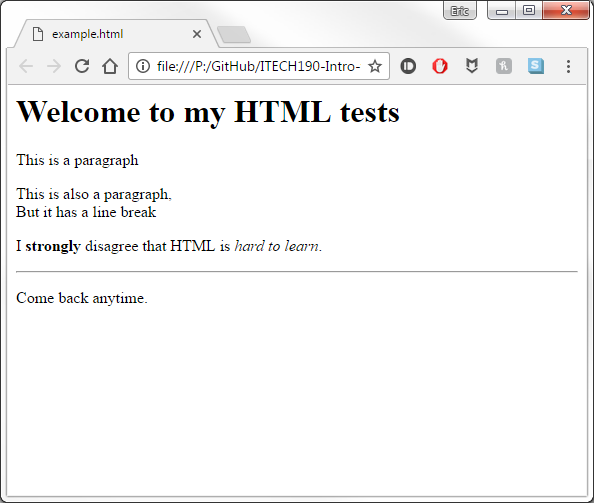 Eric
example.html
file:///P:/GitHub/ITECH190-Intro-
Welcome to my HTML tests
This is a paragraph
This is also a paragraph,
But it has a line break
I strongly disagree that HTML is hard to learn.
Come back anytime.